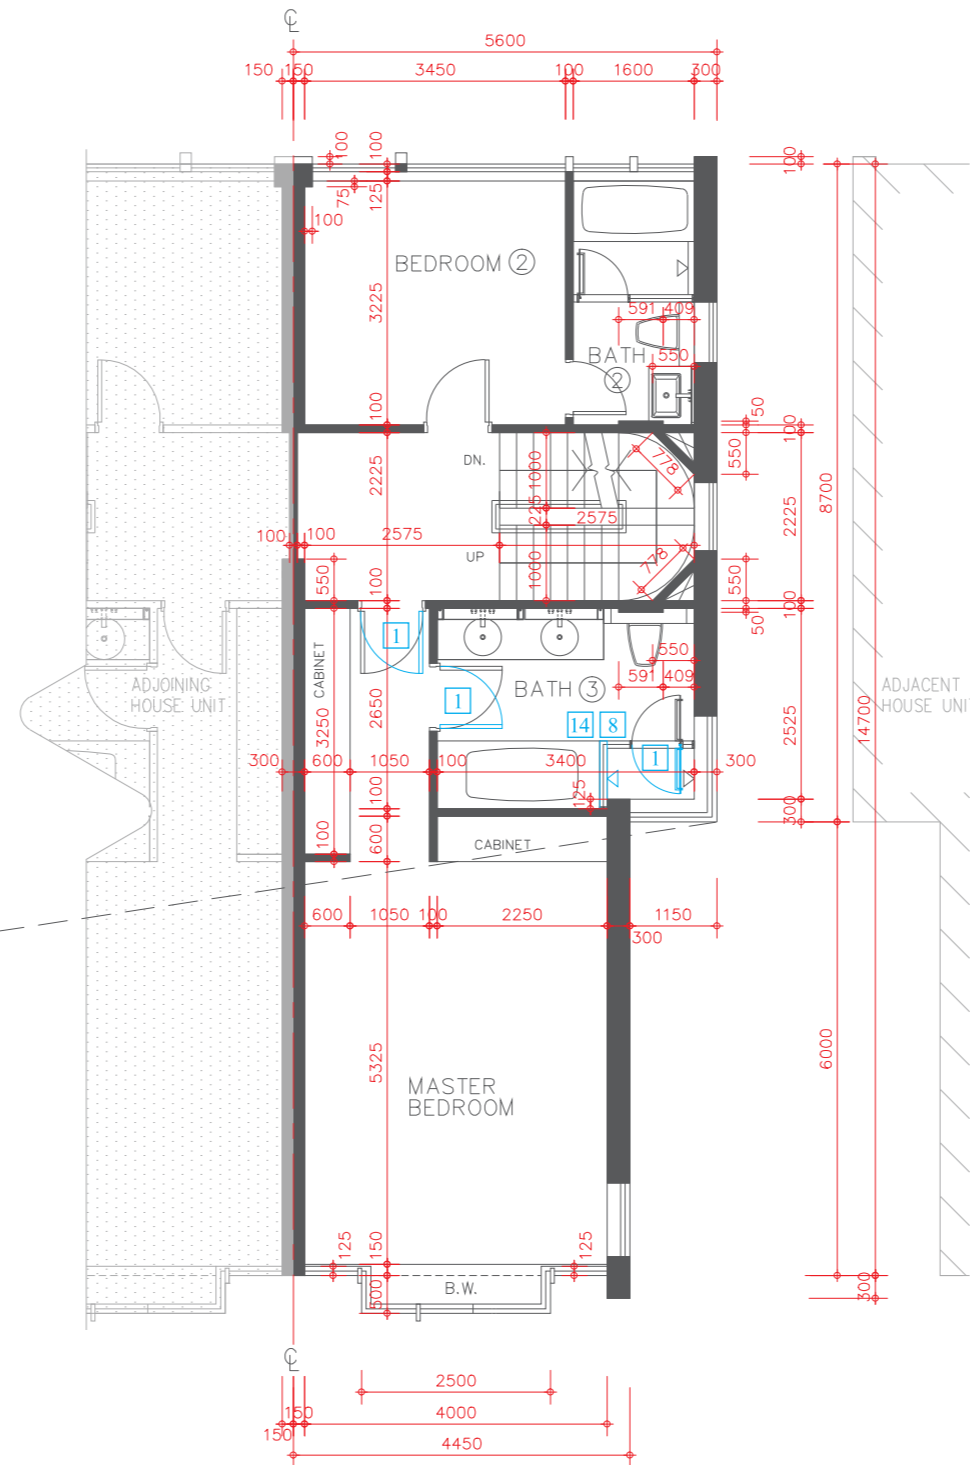 ℄
5600
150 150 3450 100 1600 300
100 100 100
75 125
100
BEDROOM ②
3225
591 409
BATH
②
550
100
50
100
550
DN.
1000
778
2225
8700
225
2575
2225
100 100 2575
UP
1000
778
550
100
550
100
50
1
CABINET
550
ADJOINING
HOUSE UNIT
BATH ③
591 409
ADJACENT
HOUSE UNI
1
2650
3250
14 8
14700
2525
1
300 600 1050 100 3400 300
125
100
300
100
600
CABINET
600 1050 100 2250 1150
300
5325
6000
MASTER
BEDROOM
125 150 125
B.W.
500
300
℄
2500
150 4000
150
4450